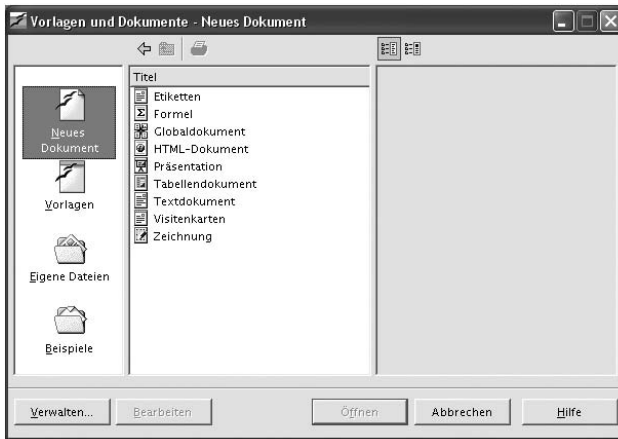 Vorlagen und Dokumente - Neues Dokument
Neues
Dokument
Vorlagen
Eigene Dateien
Beispiele
Titel
Etiketten
Formel
Globaldokument
HTML-Dokument
Präsentation
Tabellendokument
Textdokument
Visitenkarten
Zeichnung
Verwalten... Bearbeiten Öffnen Abbrechen Hilfe